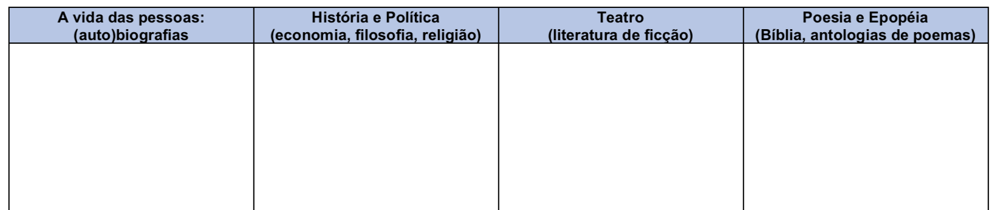 A vida das pessoas:
(auto)biografias
História e Política
(economia, filosofia, religião)
Teatro
(literatura de ficção)
Poesia e Epopéia
(Bíblia, antologias de poemas)